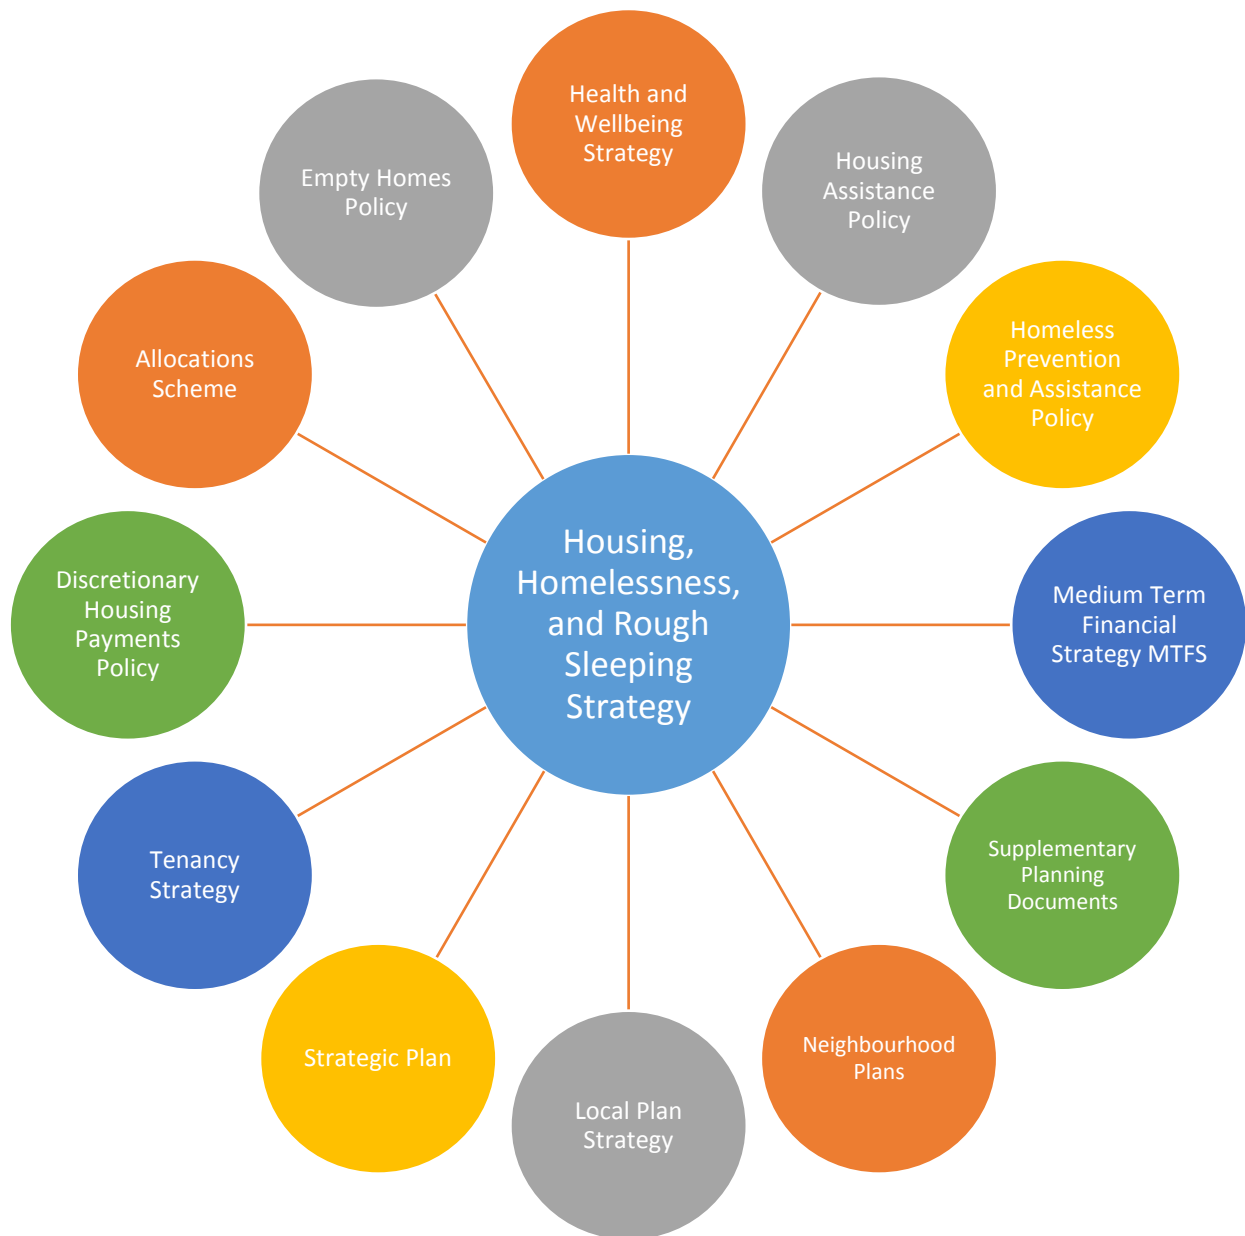 Health and
Wellbeing
Strategy
Housing
Assistance
Policy
Homeless
Prevention
and Assistance
Policy
Medium Term
Financial
Strategy MTFS
Supplementary
Planning
Documents
Neighbourhood
Plans
Local Plan
Strategy
Strategic Plan
Tenancy
Strategy
Discretionary
Housing
Payments
Policy
Allocations
Scheme
Empty Homes
Policy
Housing,
Homelessness,
and Rough
Sleeping
Strategy